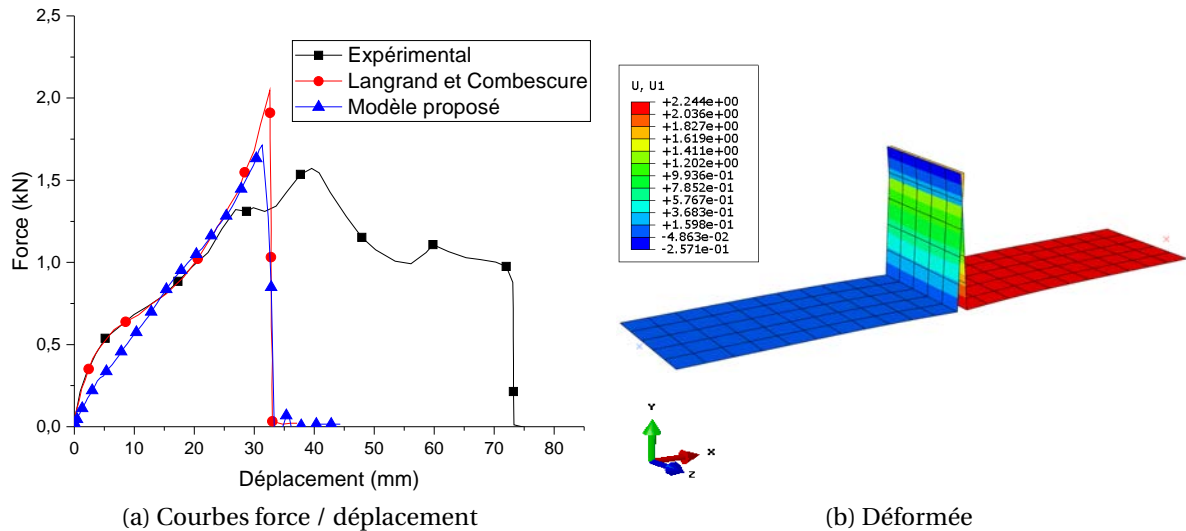 2,5
2,0
1,5
1,0
0,5
0,0
Force (kN)
Expérimental
Langrand et Combescure
Modèle proposé
0 10 20 30 40 50 60 70 80
Déplacement (mm)
(a) Courbes force / déplacement
U, U1
+2.244e+00
+2.036e+00
+1.827e+00
+1.619e+00
+1.411e+00
+1.202e+00
+9.936e-01
+7.852e-01
+5.767e-01
+3.683e-01
+1.598e-01
-4.863e-02
-2.571e-01
Y
X
Z
(b) Déformée